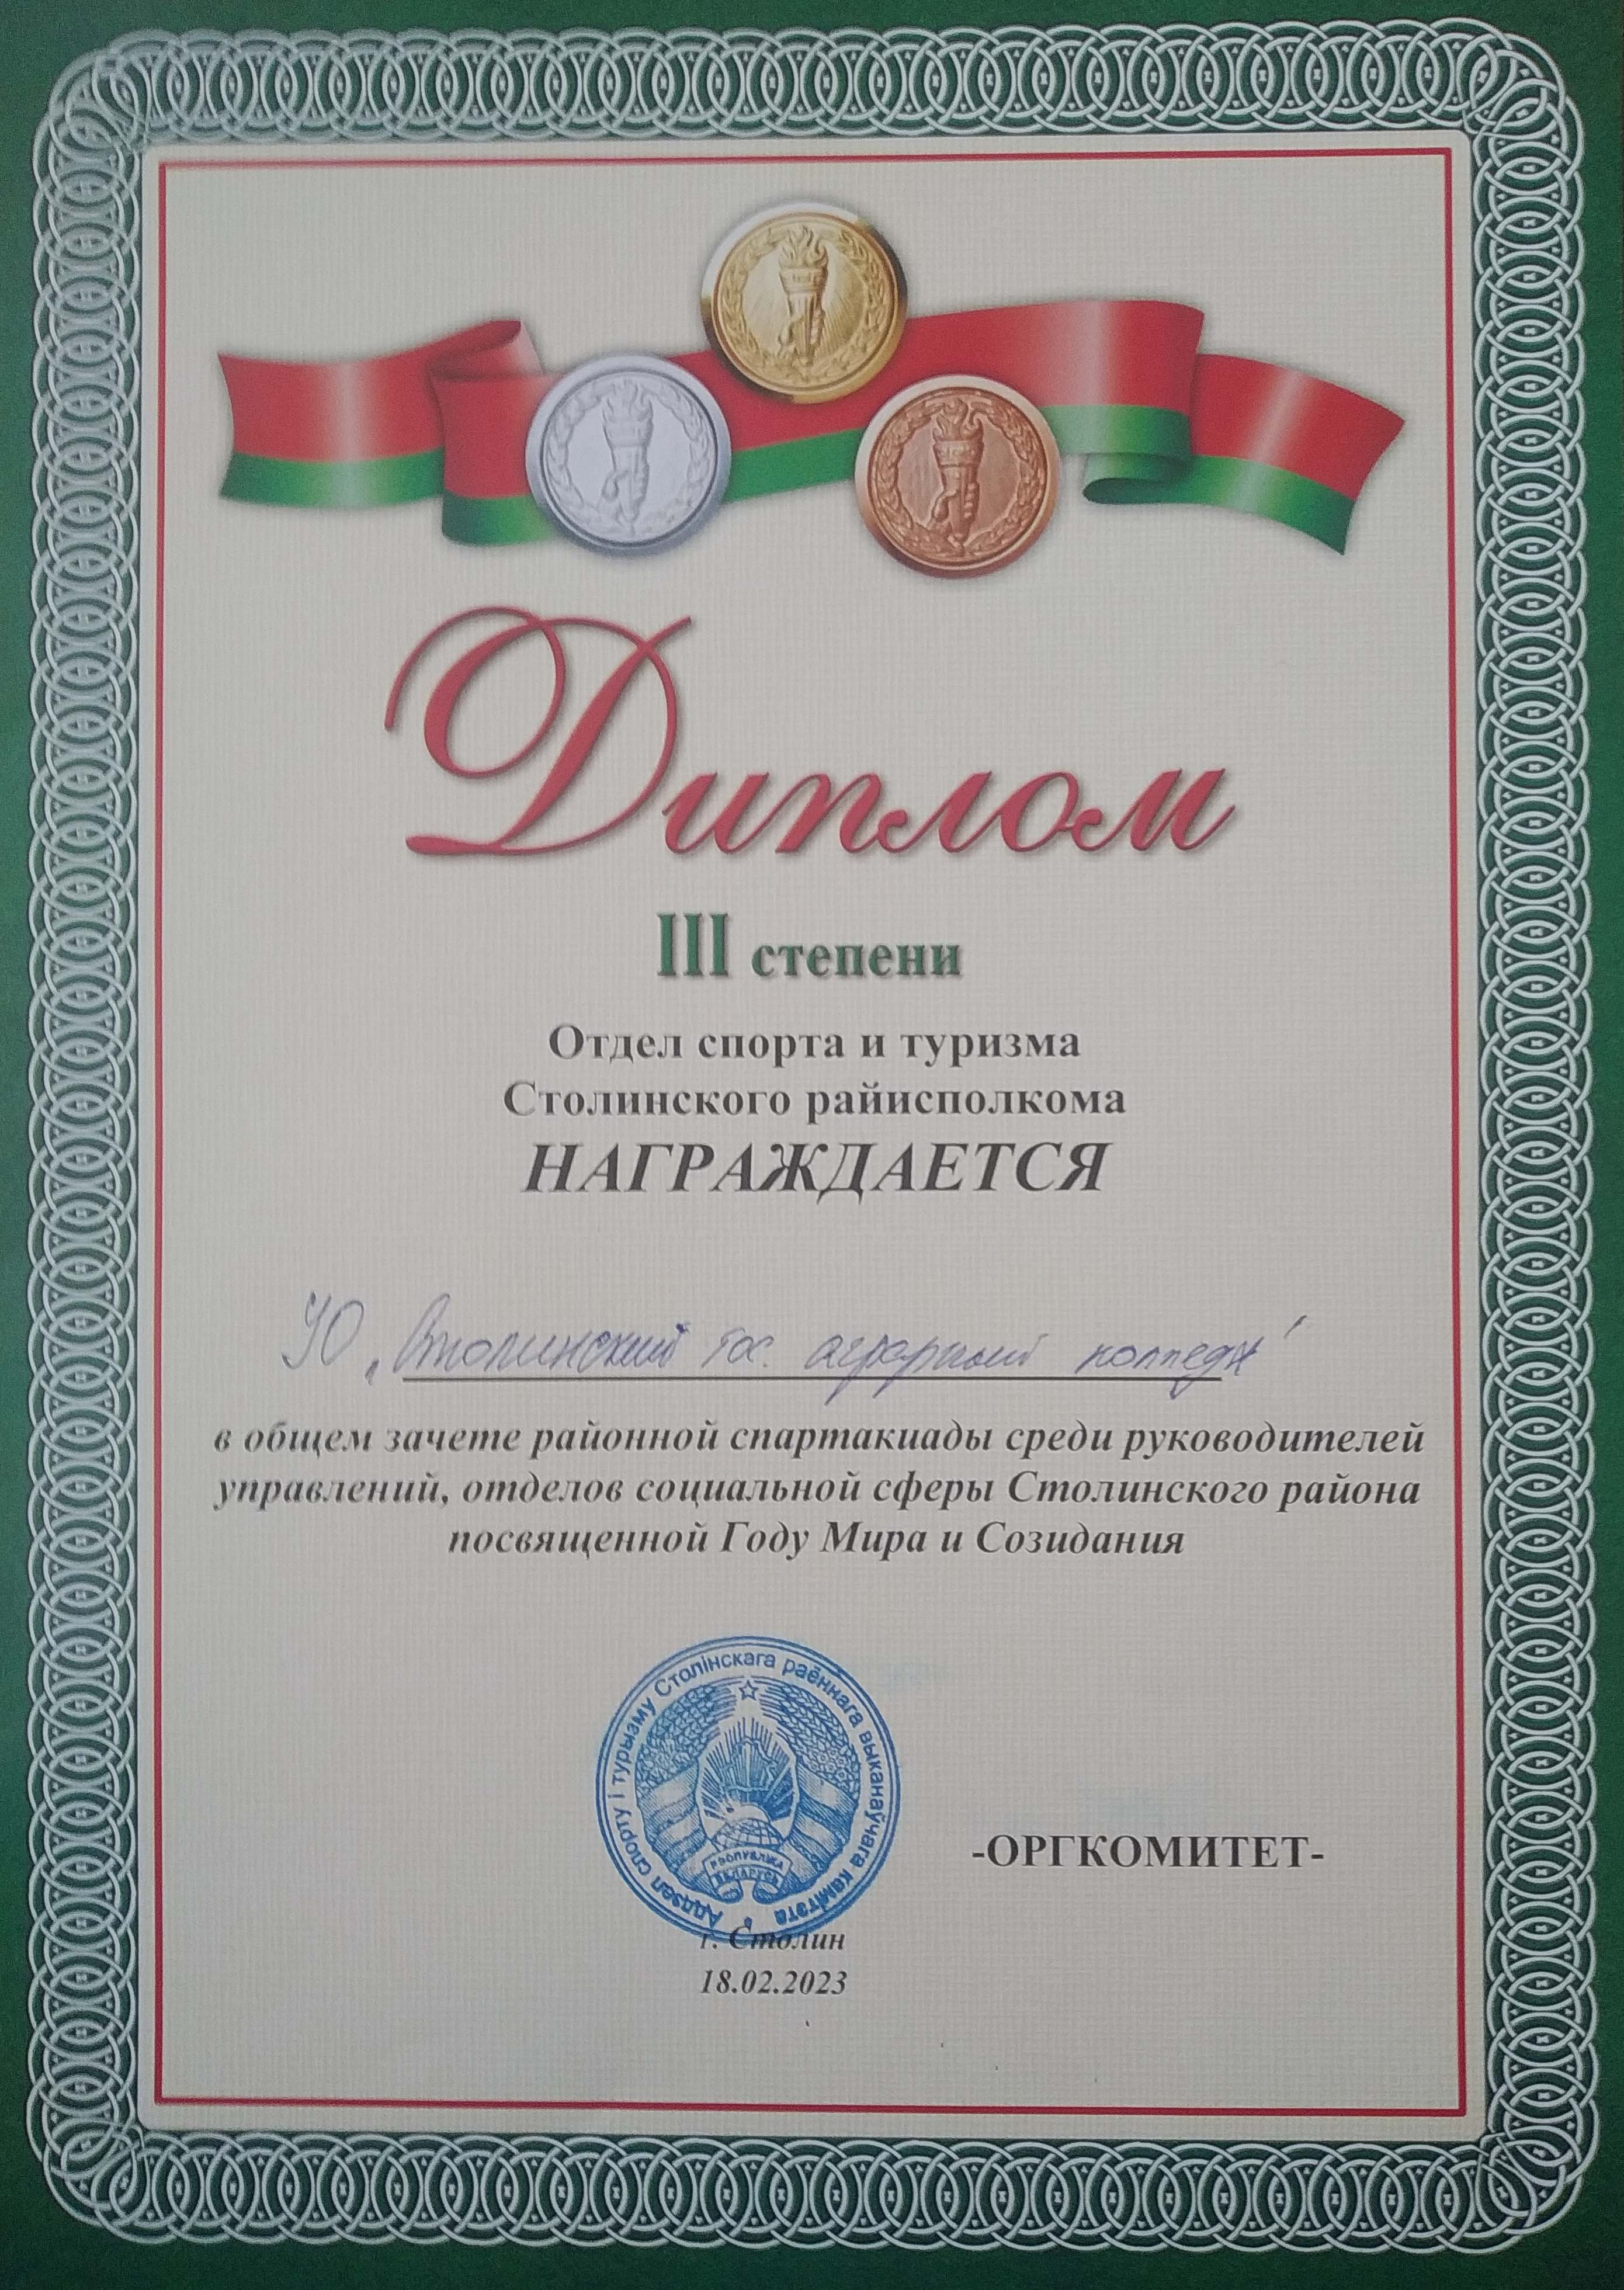 Диплом
III степени
Отдел спорта и туризма
Столинского райисполкома
НАГРАЖДАЕТСЯ
УО „Столинский гос. аграрный колледж"
в общем зачете районной спартакиады среди руководителей
управлений, отделов социальной сферы Столинского района
посвященной Году Мира и Созидания
Аддзел спорту і турызму Столінскага раённага выканаўчага камітэта
РЭСПУБЛІКА
БЕЛАРУСЬ
-ОРГКОМИТЕТ-
г. Столин
18.02.2023